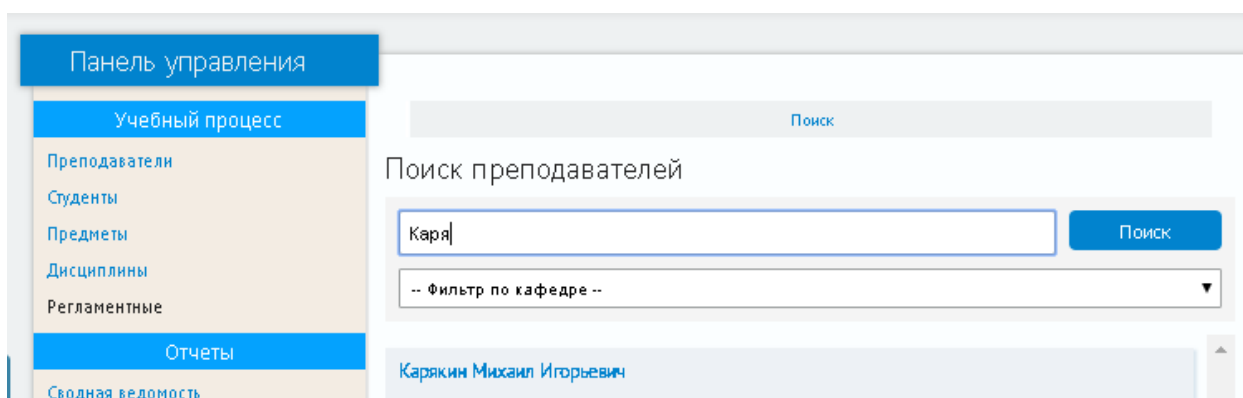 Панель управления
Учебный процесс
Поиск
Преподаватели
Поиск преподавателей
Студенты
Предметы
Каря
Поиск
Дисциплины
-- Фильтр по кафедре --
Регламентные
Отчеты
Карякин Михаил Игорьевич
Сводная ведомость